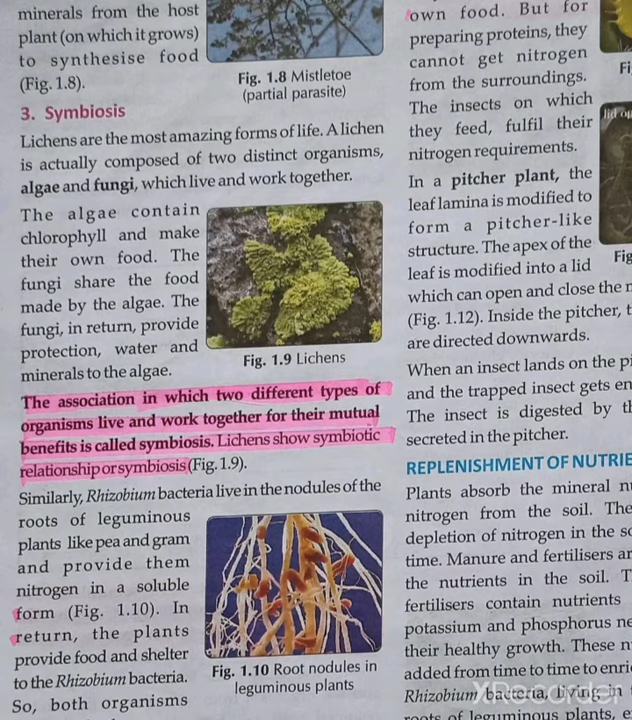 minerals from the host
plant (on which it grows)
to synthesise food
(Fig. 1.8).
Fig. 1.8 Mistletoe
(partial parasite)
3. Symbiosis
Lichens are the most amazing forms of life. A lichen
is actually composed of two distinct organisms,
algae and fungi, which live and work together.
The algae contain
chlorophyll and make
their own food. The
fungi share the food
made by the algae. The
fungi, in return, provide
protection, water and
minerals to the algae.
Fig. 1.9 Lichens
The association in which two different types of
organisms live and work together for their mutual
benefits is called symbiosis. Lichens show symbiotic
relationship or symbiosis (Fig. 1.9).
Similarly, Rhizobium bacteria live in the nodules of the
roots of leguminous
plants like pea and gram
and provide them
nitrogen in a soluble
form (Fig. 1.10). In
return, the plants
provide food and shelter
to the Rhizobium bacteria.
So, both organisms
Fig. 1.10 Root nodules in
leguminous plants
own food. But for
preparing proteins, they
cannot get nitrogen
from the surroundings.
The insects on which
they feed, fulfil their
nitrogen requirements.
In a pitcher plant, the
leaf lamina is modified to
form a pitcher-like
structure. The apex of the
leaf is modified into a lid
which can open and close the
(Fig. 1.12). Inside the pitcher,
are directed downwards.
When an insect lands on the
and the trapped insect gets
The insect is digested by
secreted in the pitcher.
REPLENISHMENT OF
Plants absorb the mineral
nitrogen from the soil.
depletion of nitrogen in the
time. Manure and fertilisers
the nutrients in the soil.
fertilisers contain nutrients
potassium and phosphorus
their healthy growth. These
added from time to time to
Rhizobium bacteria, living in
roots of leguminous plants,
lid
Fig
XRecorder